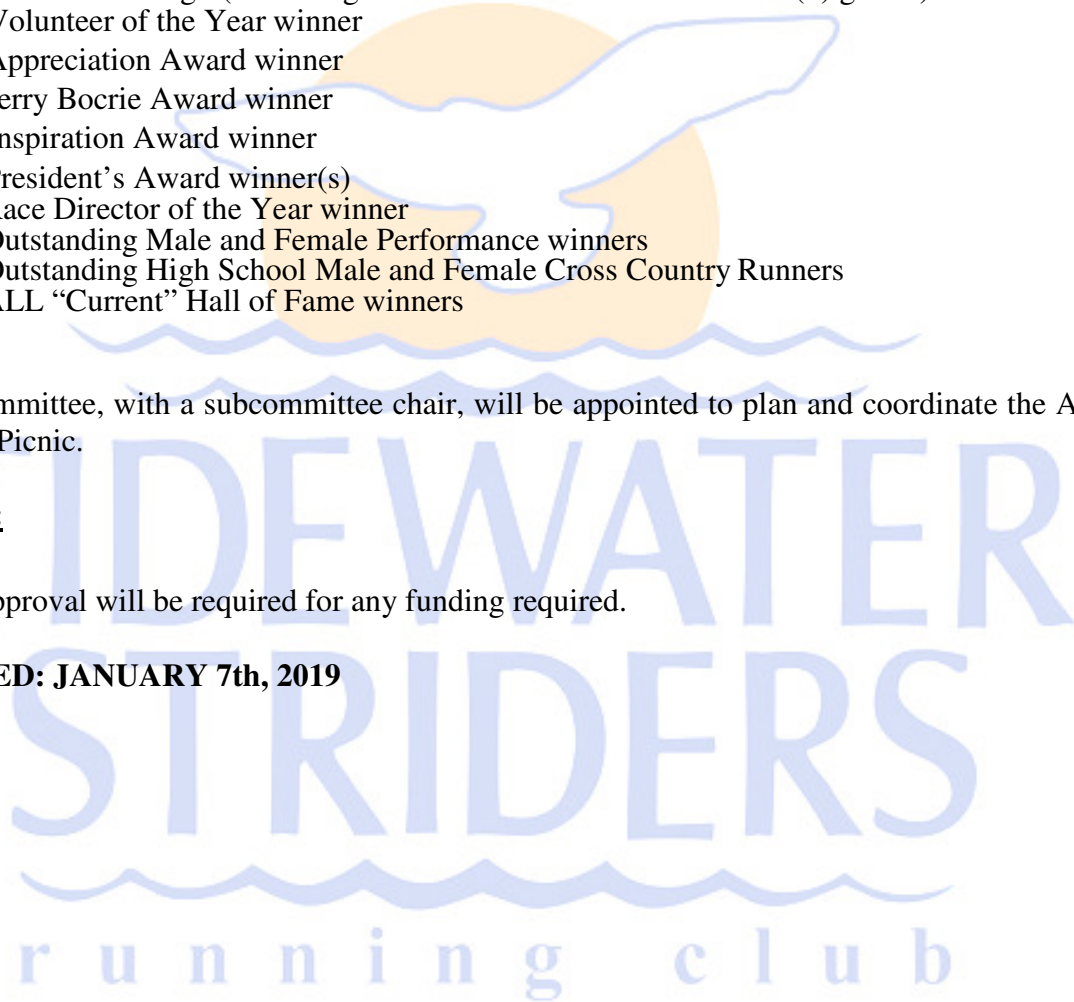 Volunteer of the Year winner
Appreciation Award winner
erry Bocrie Award winner
nspiration Award winner
President's Award winner(s)
Race Director of the Year winner
Outstanding Male and Female Performance winners
Outstanding High School Male and Female Cross Country Runners
ALL “Current” Hall of Fame winners
mmittee, with a subcommittee chair, will be appointed to plan and coordinate the A
Picnic.
pproval will be required for any funding required.
ED: JANUARY 7th, 2019
IDEWATER
STRIDERS
running club